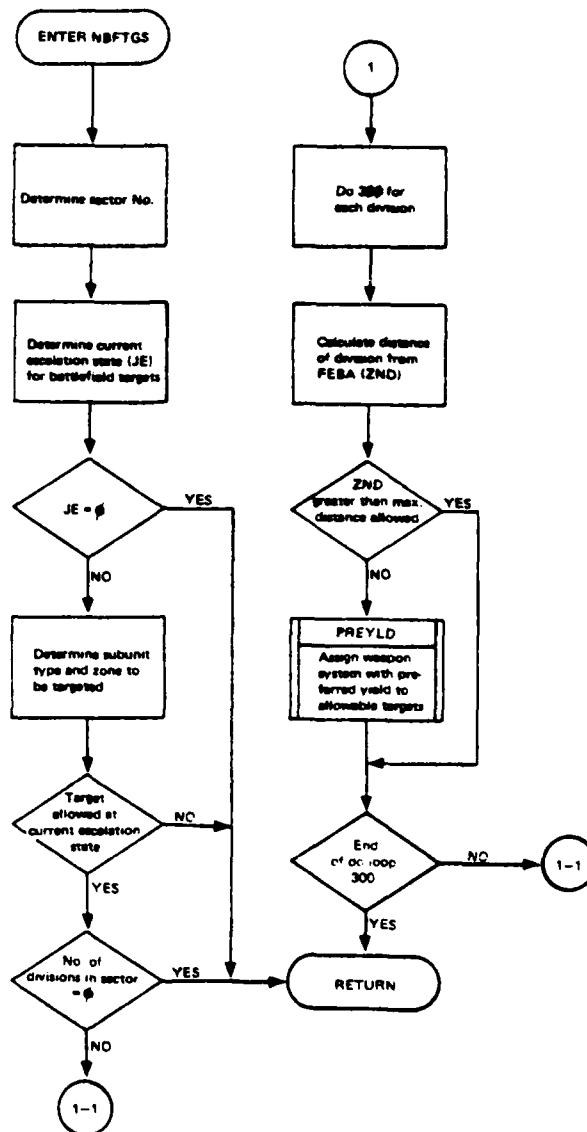 ENTER NBFTGS
Determine sector No.
Determine current
escalation state (JE)
for battlefield targets
JE = ϕ
YES
NO
Determine subunit
type and zone to
be targeted
Target
allowed at
current escalation
state
NO
YES
No. of
divisions in sector
= ϕ
YES
NO
1-1
1
Do 300 for
each division
Calculate distance
of division from
FEBA (ZND)
ZND
greater than max.
distance allowed
YES
NO
PREYLD
Assign weapon
system with pre-
ferred yield to
allowable targets
End
of do loop
300
NO
1-1
YES
RETURN